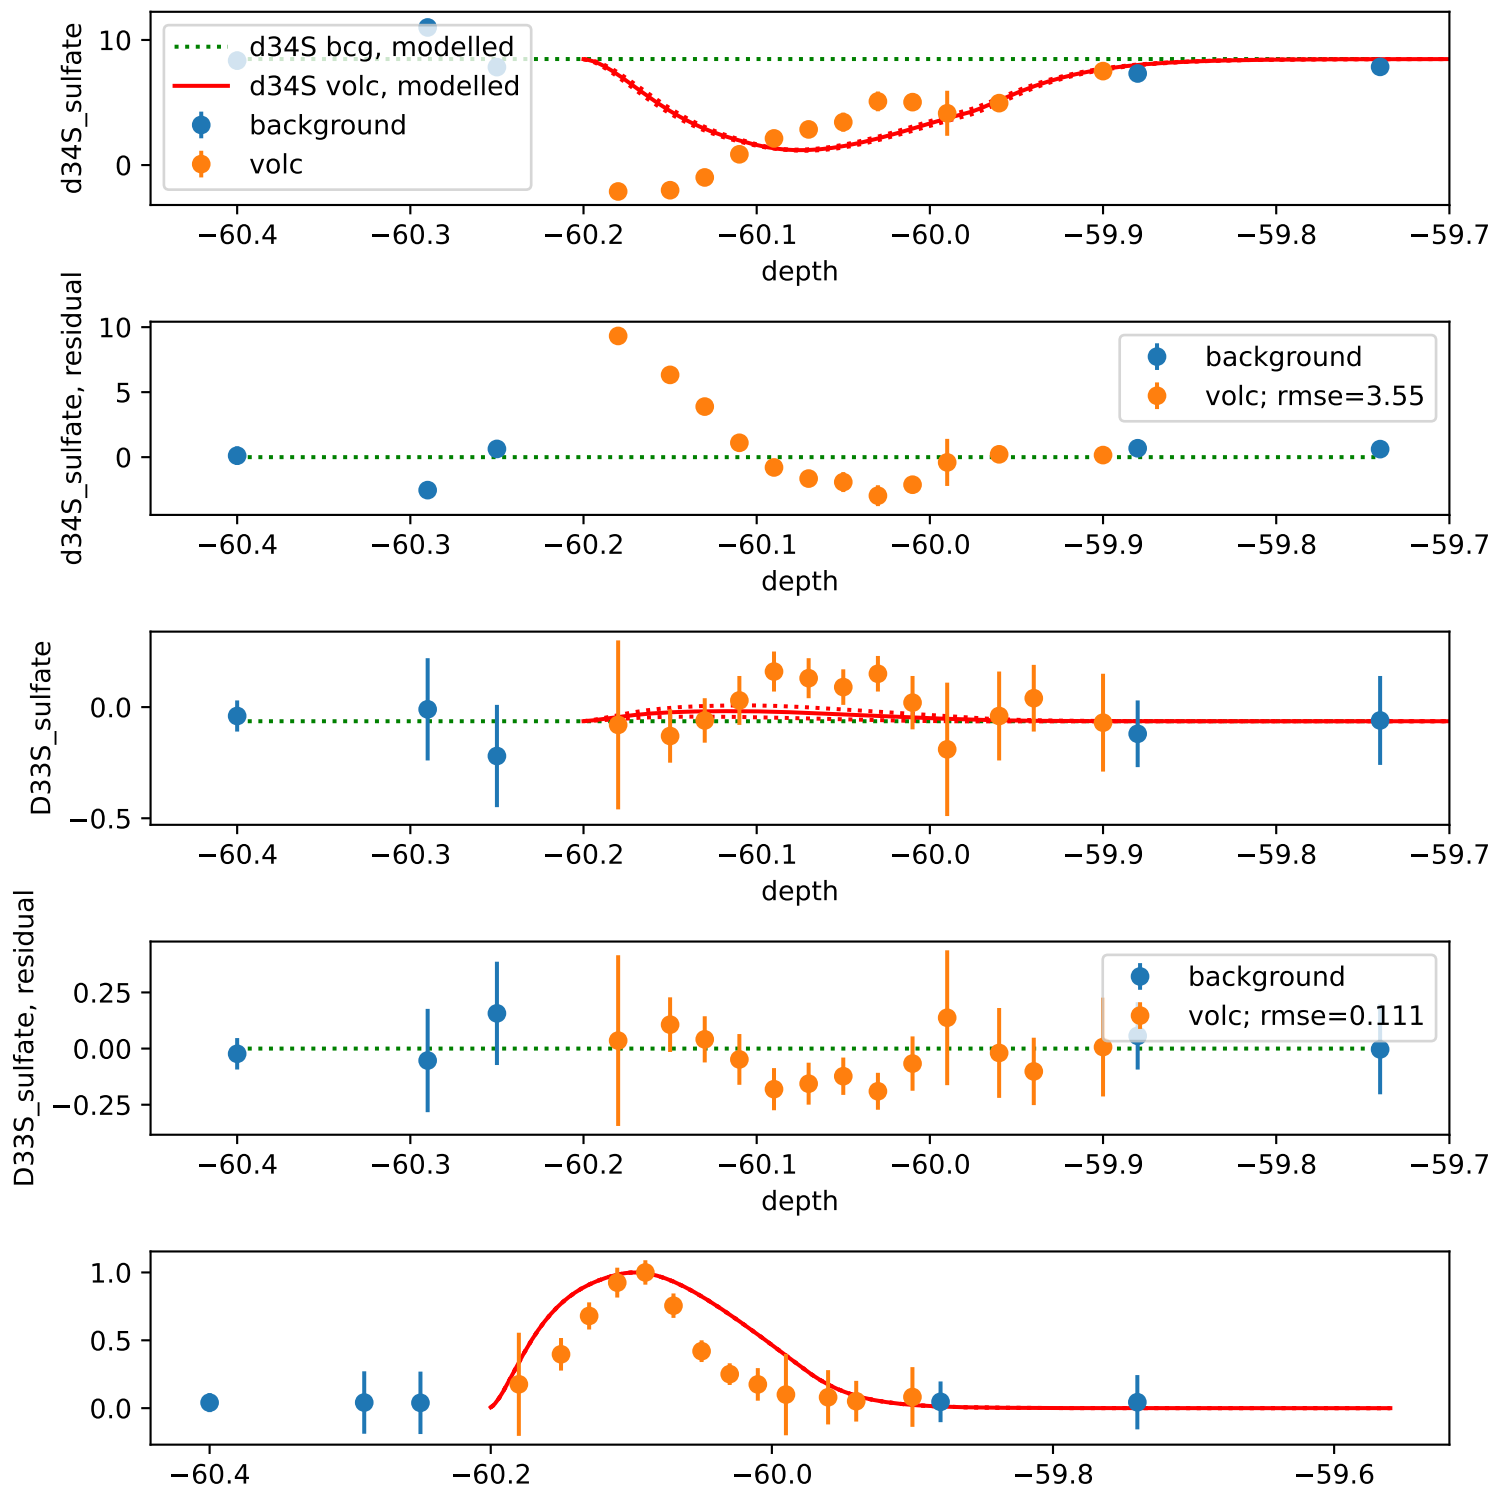 d34S_sulfate
10
0
d34S bcg, modelled
d34S volc, modelled
background
volc
−60.4 −60.3 −60.2 −60.1 −60.0 −59.9 −59.8 −59.7
depth
d34S_sulfate, residual
10
5
0
background
volc; rmse=3.55
−60.4 −60.3 −60.2 −60.1 −60.0 −59.9 −59.8 −59.7
depth
D33S_sulfate
0.0
−0.5
−60.4 −60.3 −60.2 −60.1 −60.0 −59.9 −59.8 −59.7
depth
D33S_sulfate, residual
0.25
0.00
−0.25
background
volc; rmse=0.111
−60.4 −60.3 −60.2 −60.1 −60.0 −59.9 −59.8 −59.7
depth
1.0
0.5
0.0
−60.4 −60.2 −60.0 −59.8 −59.6